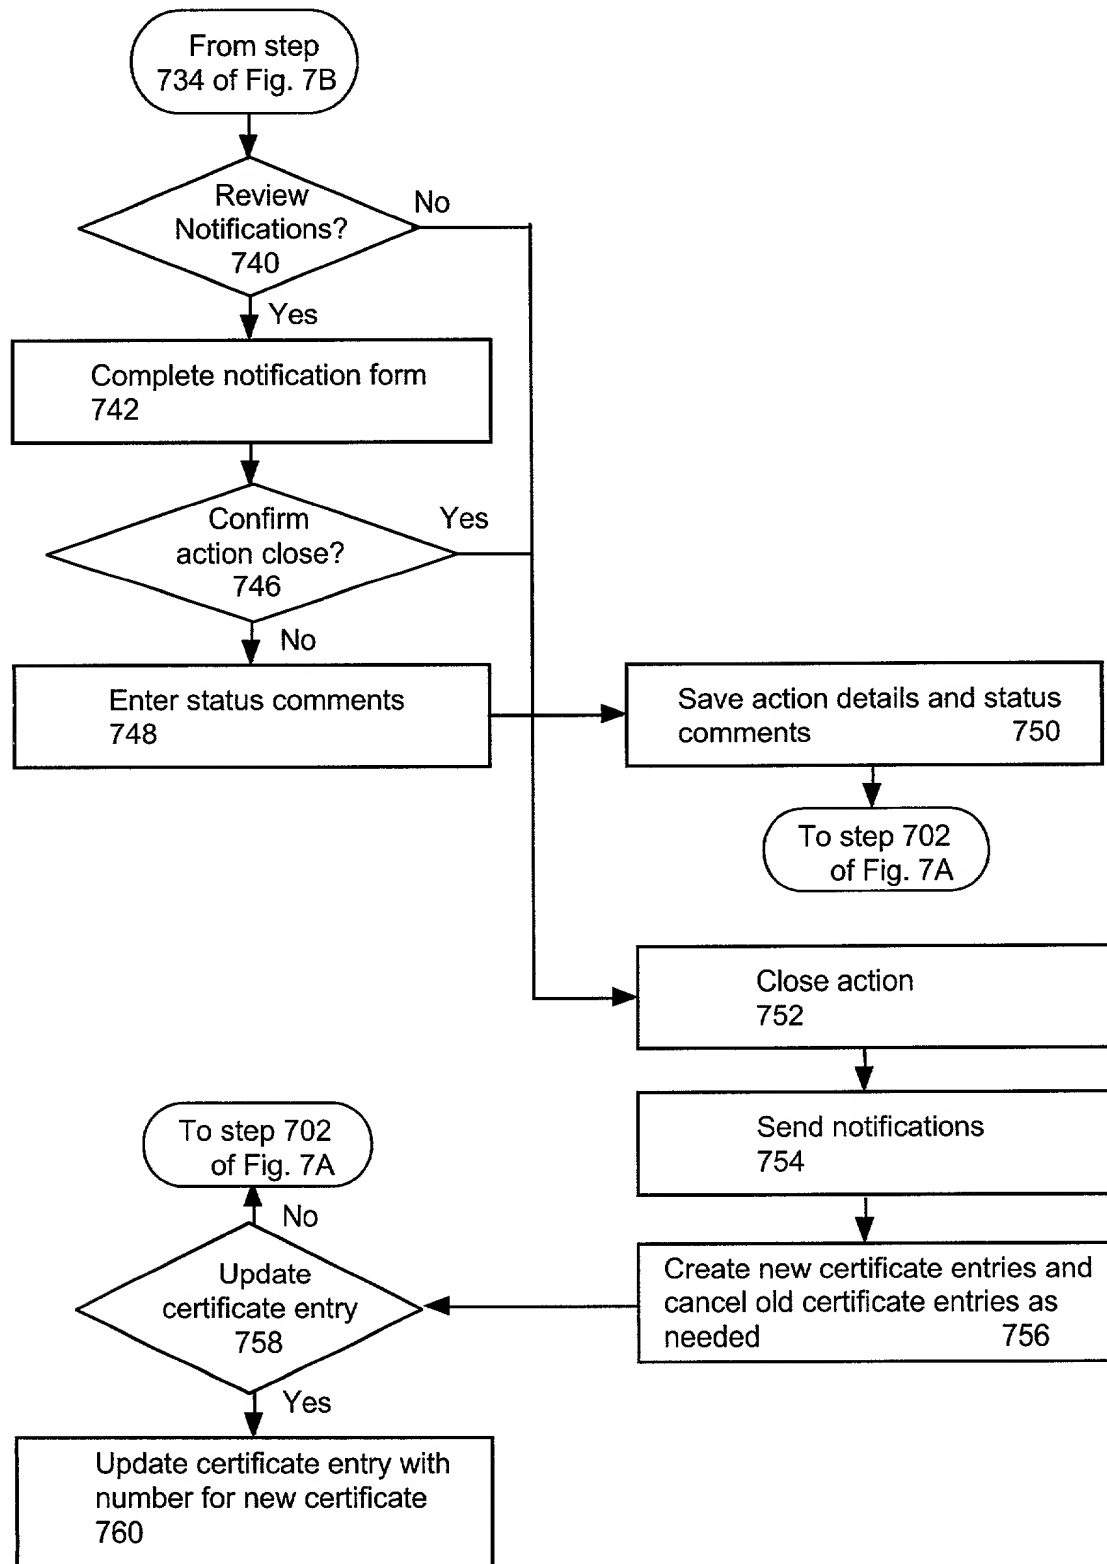 From step
734 of Fig. 7B
Review
Notifications?
740
No
Yes
Complete notification form
742
Confirm
action close?
746
Yes
No
Enter status comments
748
Save action details and status
comments 750
To step 702
of Fig. 7A
Close action
752
Send notifications
754
Create new certificate entries and
cancel old certificate entries as
needed 756
To step 702
of Fig. 7A
No
Update
certificate entry
758
Yes
Update certificate entry with
number for new certificate
760